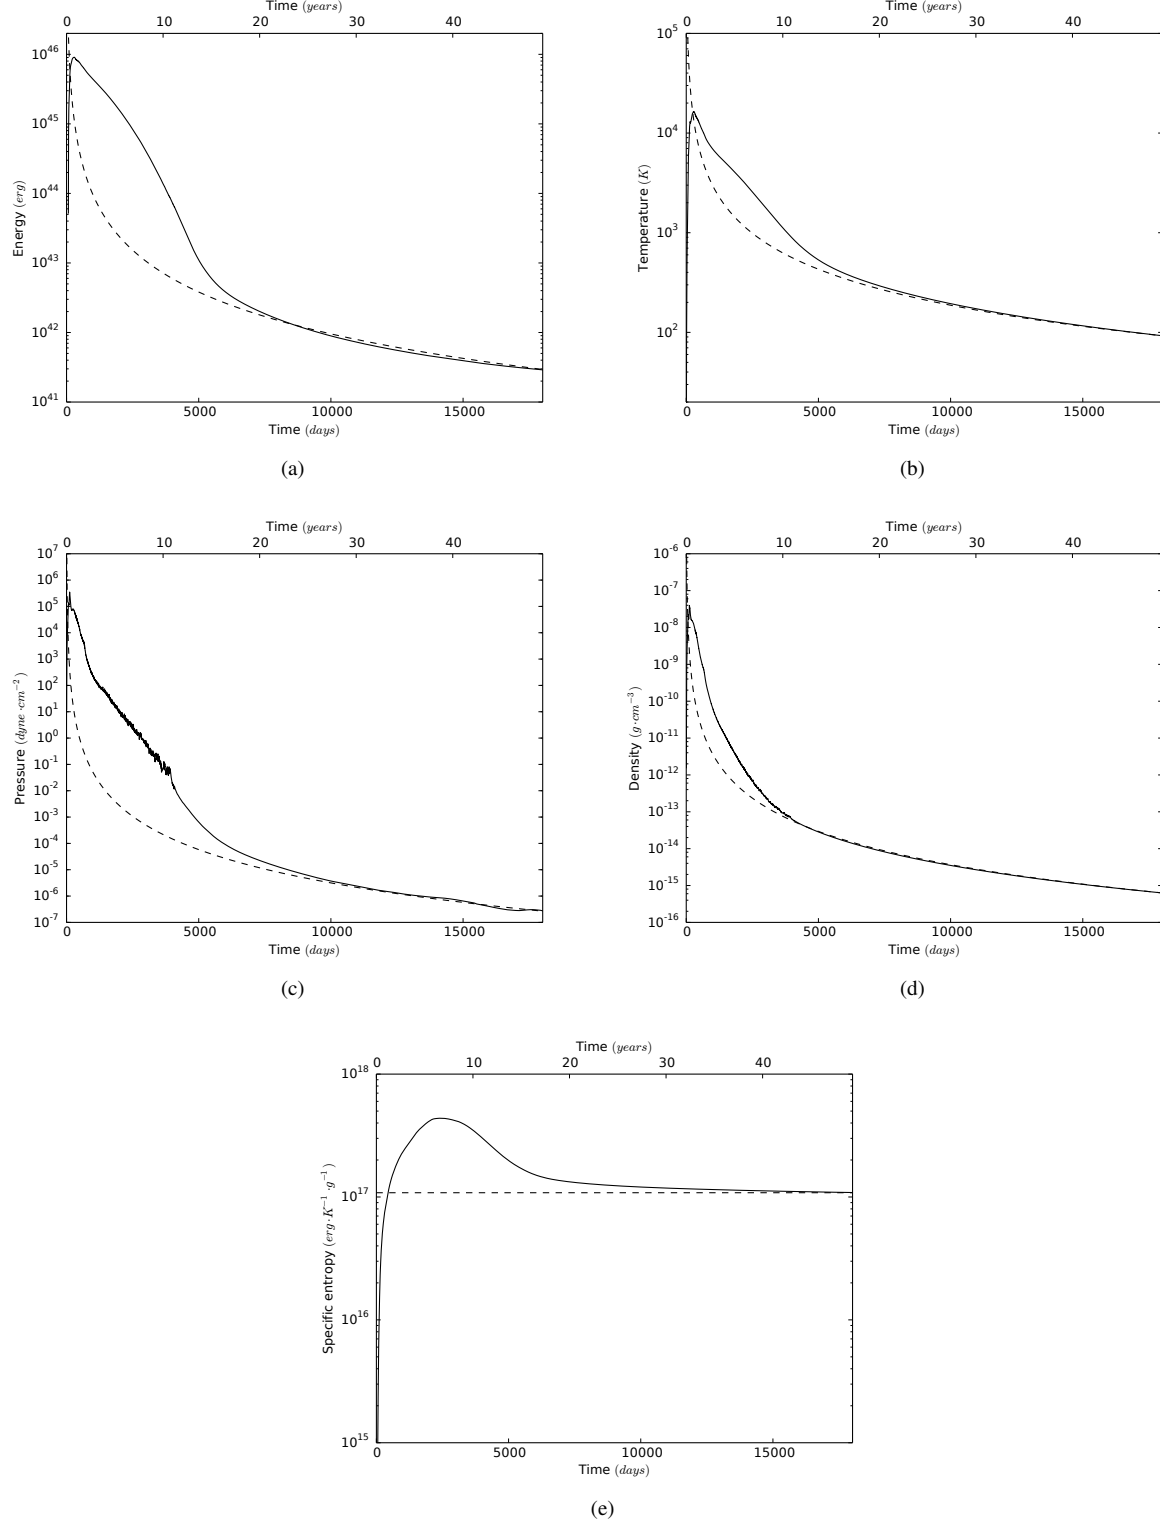 Time (years)
0 10 20 30 40
10^46
10^45
10^44
10^43
10^42
10^41
Energy (erg)
0 5000 10000 15000
Time (days)
(a)
Time (years)
0 10 20 30 40
10^5
10^4
10^3
10^2
Temperature (K)
0 5000 10000 15000
Time (days)
(b)
Time (years)
0 10 20 30 40
10^7
10^6
10^5
10^4
10^3
10^2
10^1
10^0
10^-1
10^-2
10^-3
10^-4
10^-5
10^-6
10^-7
Pressure (dyne·cm^−2)
0 5000 10000 15000
Time (days)
(c)
Time (years)
0 10 20 30 40
10^-6
10^-7
10^-8
10^-9
10^-10
10^-11
10^-12
10^-13
10^-14
10^-15
10^-16
Density (g·cm^−3)
0 5000 10000 15000
Time (days)
(d)
Time (years)
0 10 20 30 40
10^18
10^17
10^16
10^15
Specific entropy (erg·K^−1·g^−1)
0 5000 10000 15000
Time (days)
(e)